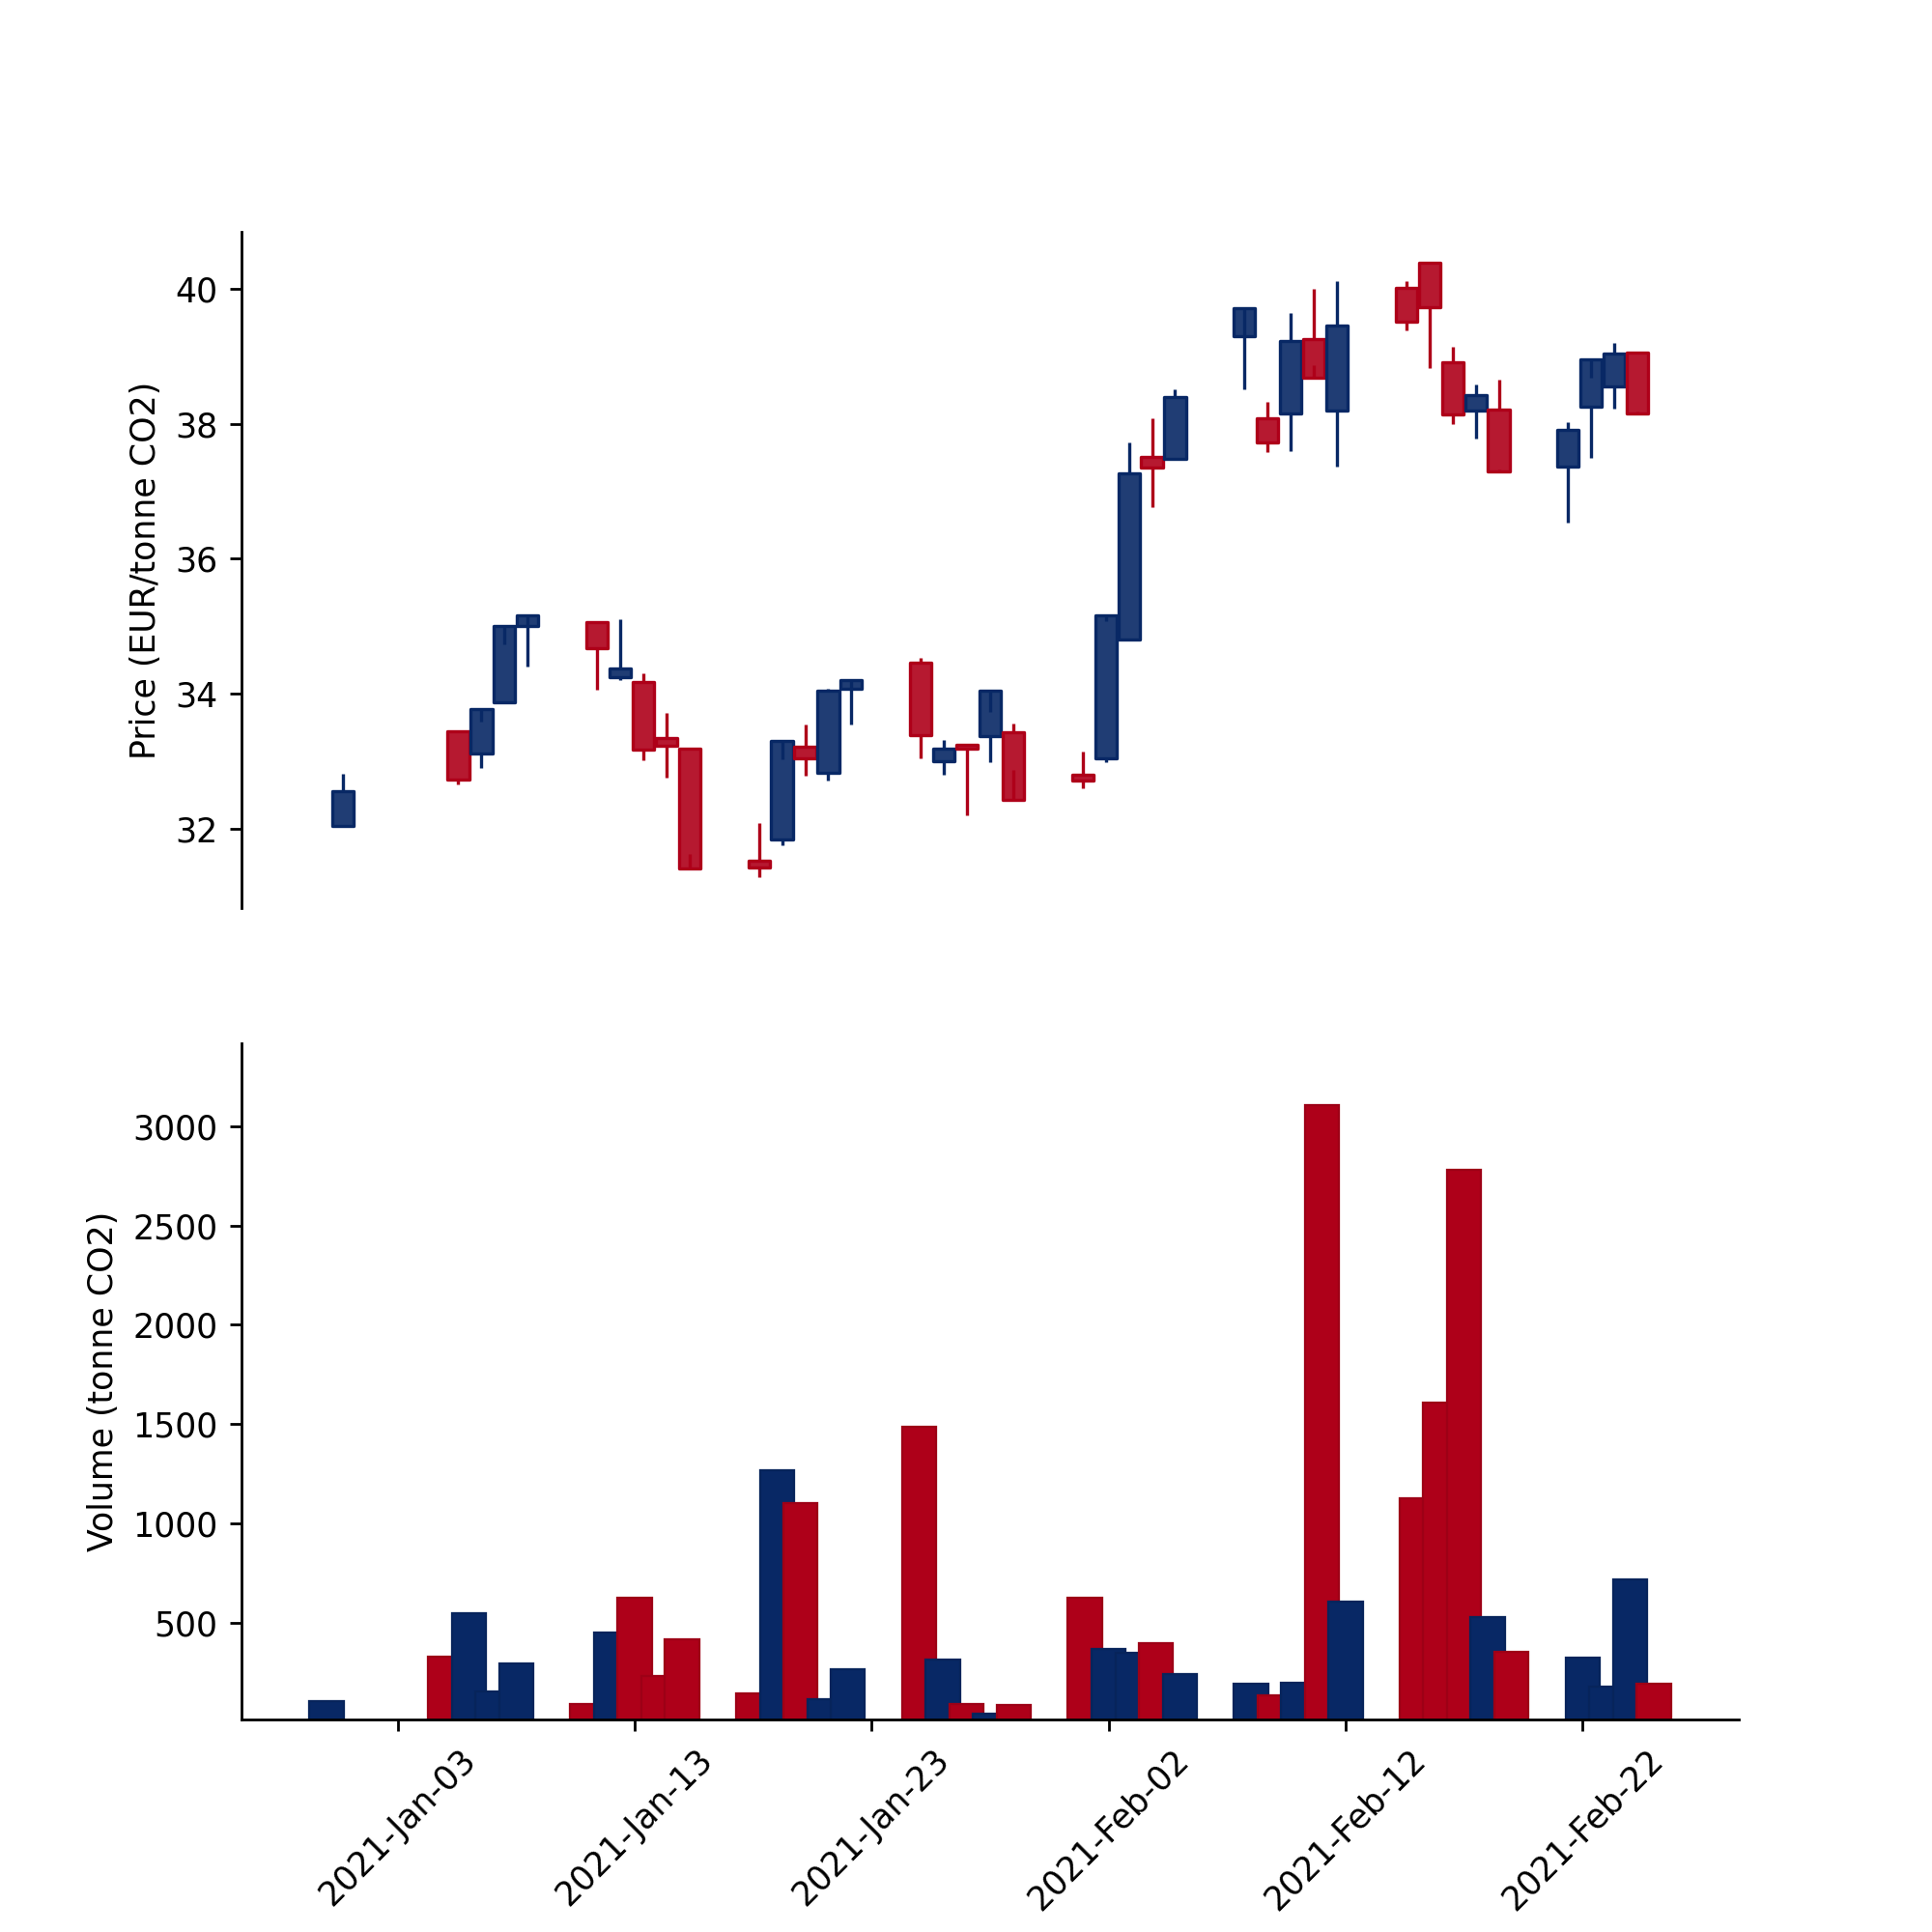 40
38
36
34
32
Price (EUR/tonne CO2)
3000
2500
2000
1500
1000
500
Volume (tonne CO2)
2021-Jan-03
2021-Jan-13
2021-Jan-23
2021-Feb-02
2021-Feb-12
2021-Feb-22